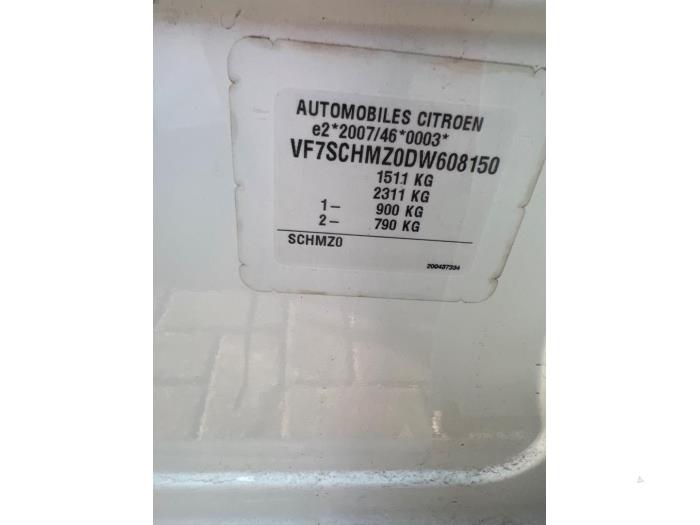 AUTOMOBILES CITROEN
e2*2007/46*0003*
VF7SCHMZ0DW608150
1511 KG
2311 KG
1- 900 KG
2- 790 KG
SCHMZ0
200437334